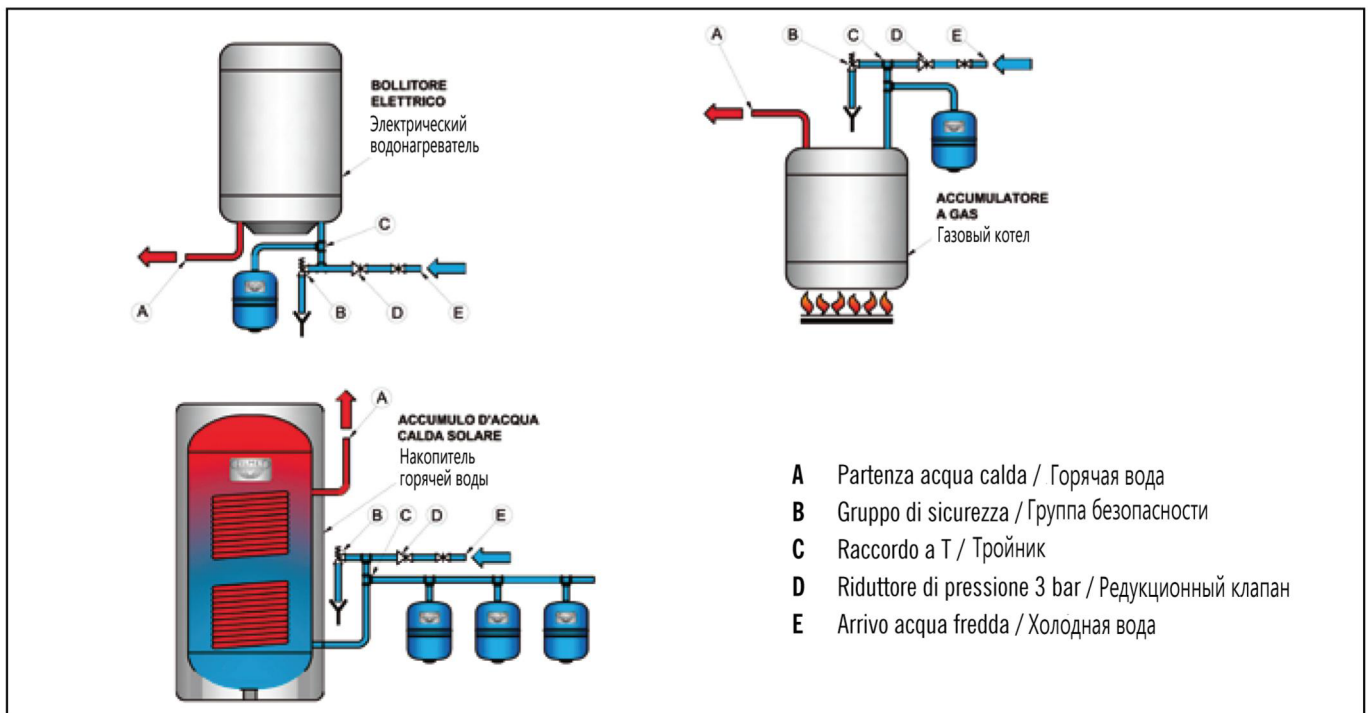 BOLLITORE
ELETTRICO
Электрический
водонагреватель
C
A
B
D
E
A
B
C
D
E
ACCUMULATORE
A GAS
Газовый котел
A
ACCUMULO D'ACQUA
CALDA SOLARE
Накопитель
горячей воды
B
C
D
E
A Partenza acqua calda / Горячая вода
B Gruppo di sicurezza / Группа безопасности
C Raccordo a T / Тройник
D Riduttore di pressione 3 bar / Редукционный клапан
E Arrivo acqua fredda / Холодная вода